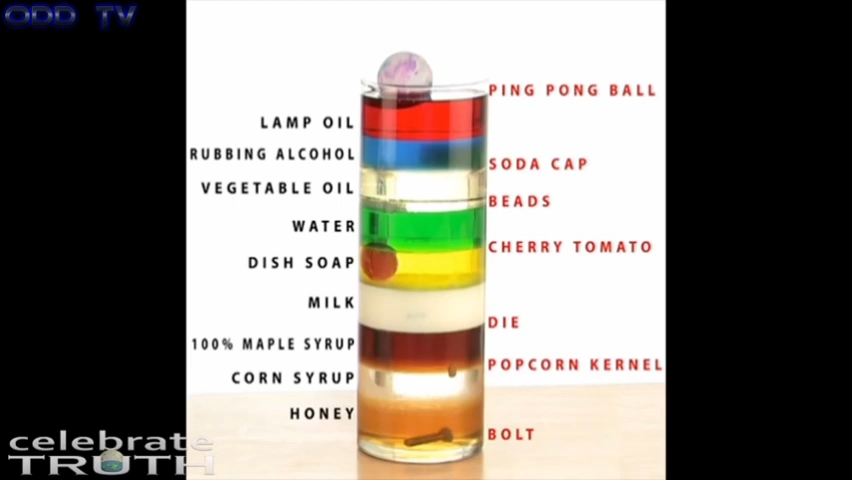 ODD TV
PING PONG BALL
LAMP OIL
RUBBING ALCOHOL
SODA CAP
VEGETABLE OIL
BEADS
WATER
CHERRY TOMATO
DISH SOAP
MILK
DIE
100% MAPLE SYRUP
POPCORN KERNEL
CORN SYRUP
HONEY
BOLT
celebrate
TRUTH